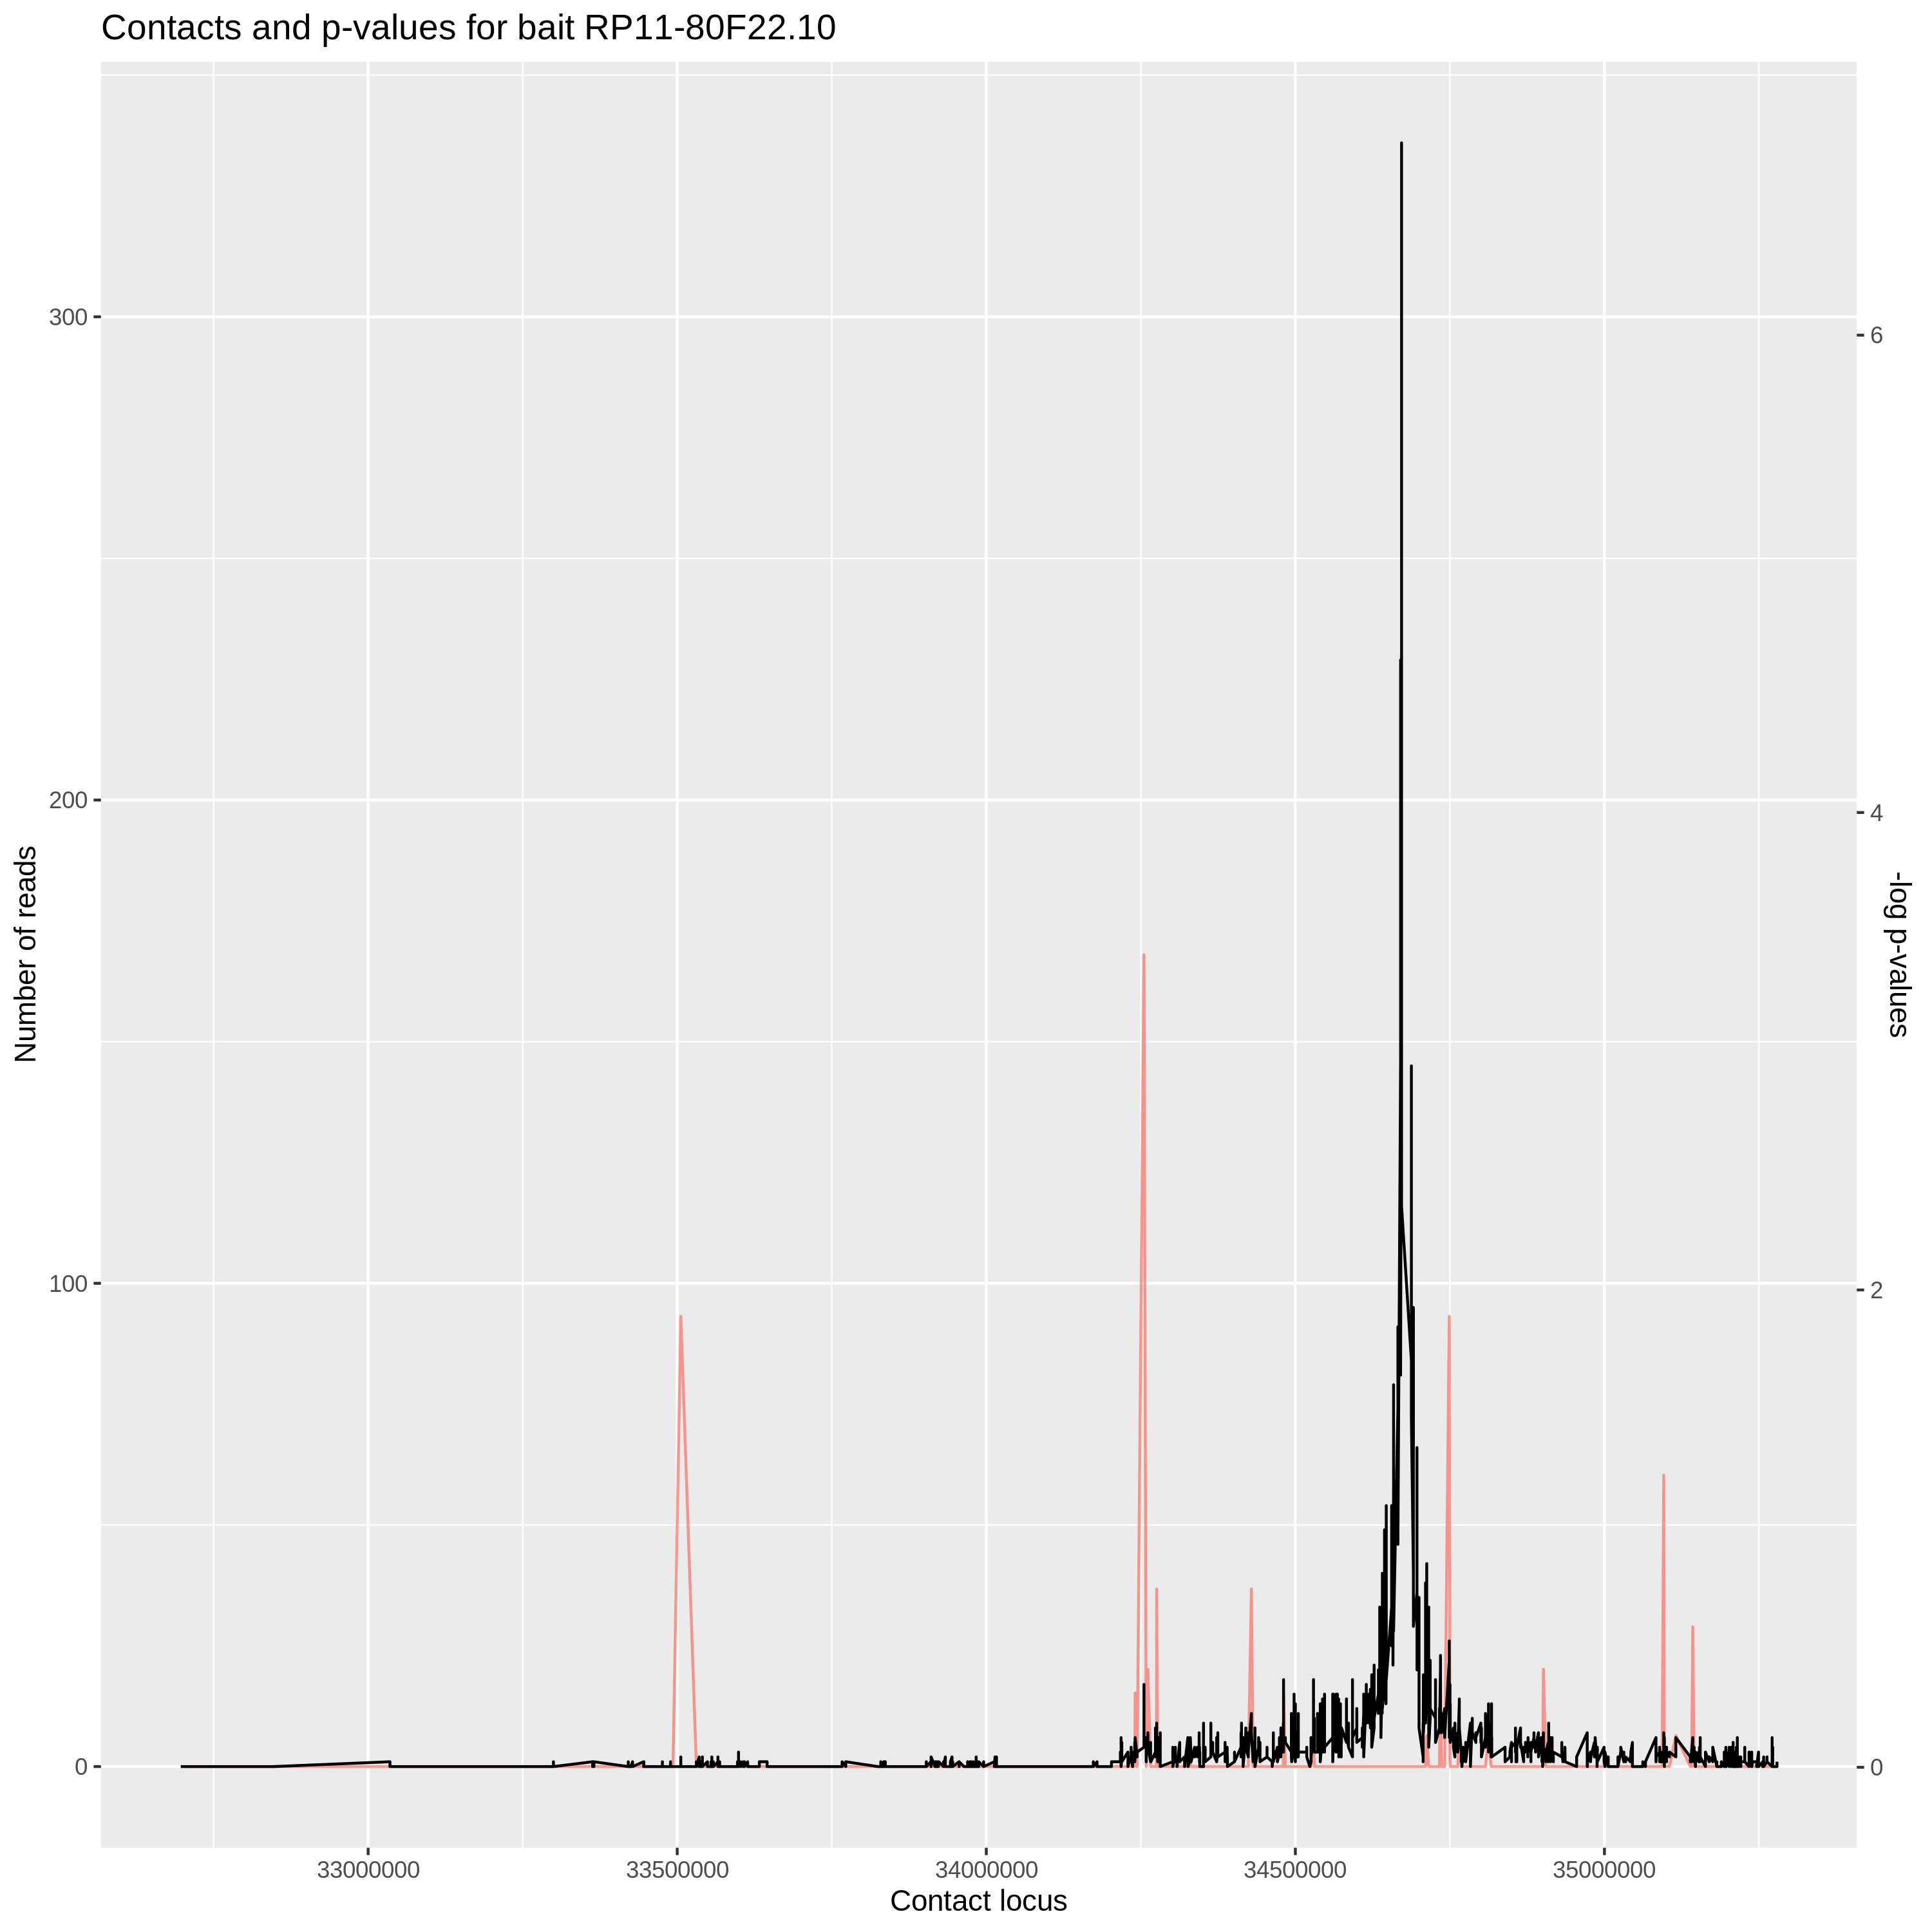 Contacts and p-values for bait RP11-80F22.10
300
200
100
0
Number of reads
6
4
2
0
-log p-values
33000000 33500000 34000000 34500000 35000000
Contact locus